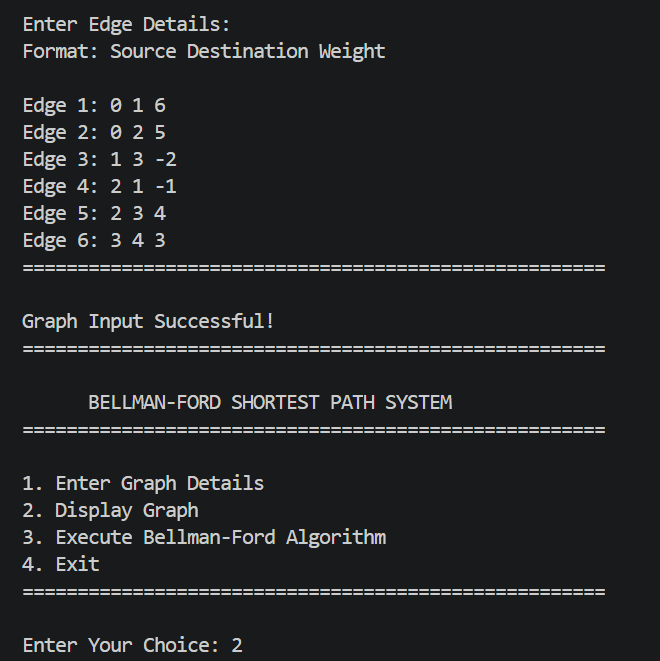 Enter Edge Details:
Format: Source Destination Weight
Edge 1: 0 1 6
Edge 2: 0 2 5
Edge 3: 1 3 -2
Edge 4: 2 1 -1
Edge 5: 2 3 4
Edge 6: 3 4 3
=====================================================
Graph Input Successful!
=====================================================
BELLMAN-FORD SHORTEST PATH SYSTEM
=====================================================
1. Enter Graph Details
2. Display Graph
3. Execute Bellman-Ford Algorithm
4. Exit
=====================================================
Enter Your Choice: 2